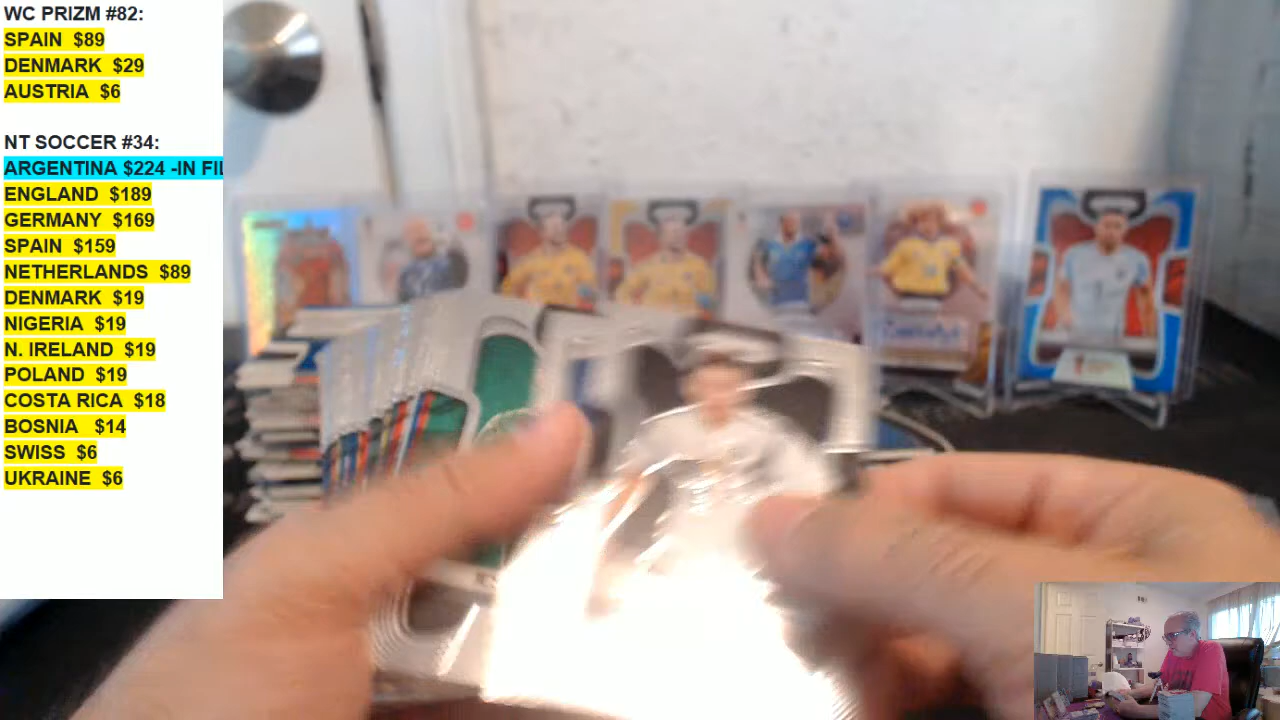 WC PRIZM #82:
SPAIN $89
DENMARK $29
AUSTRIA $6
NT SOCCER #34:
ARGENTINA $224 -IN FIL
ENGLAND $189
GERMANY $169
SPAIN $159
NETHERLANDS $89
DENMARK $19
NIGERIA $19
N. IRELAND $19
POLAND $19
COSTA RICA $18
BOSNIA $14
SWISS $6
UKRAINE $6